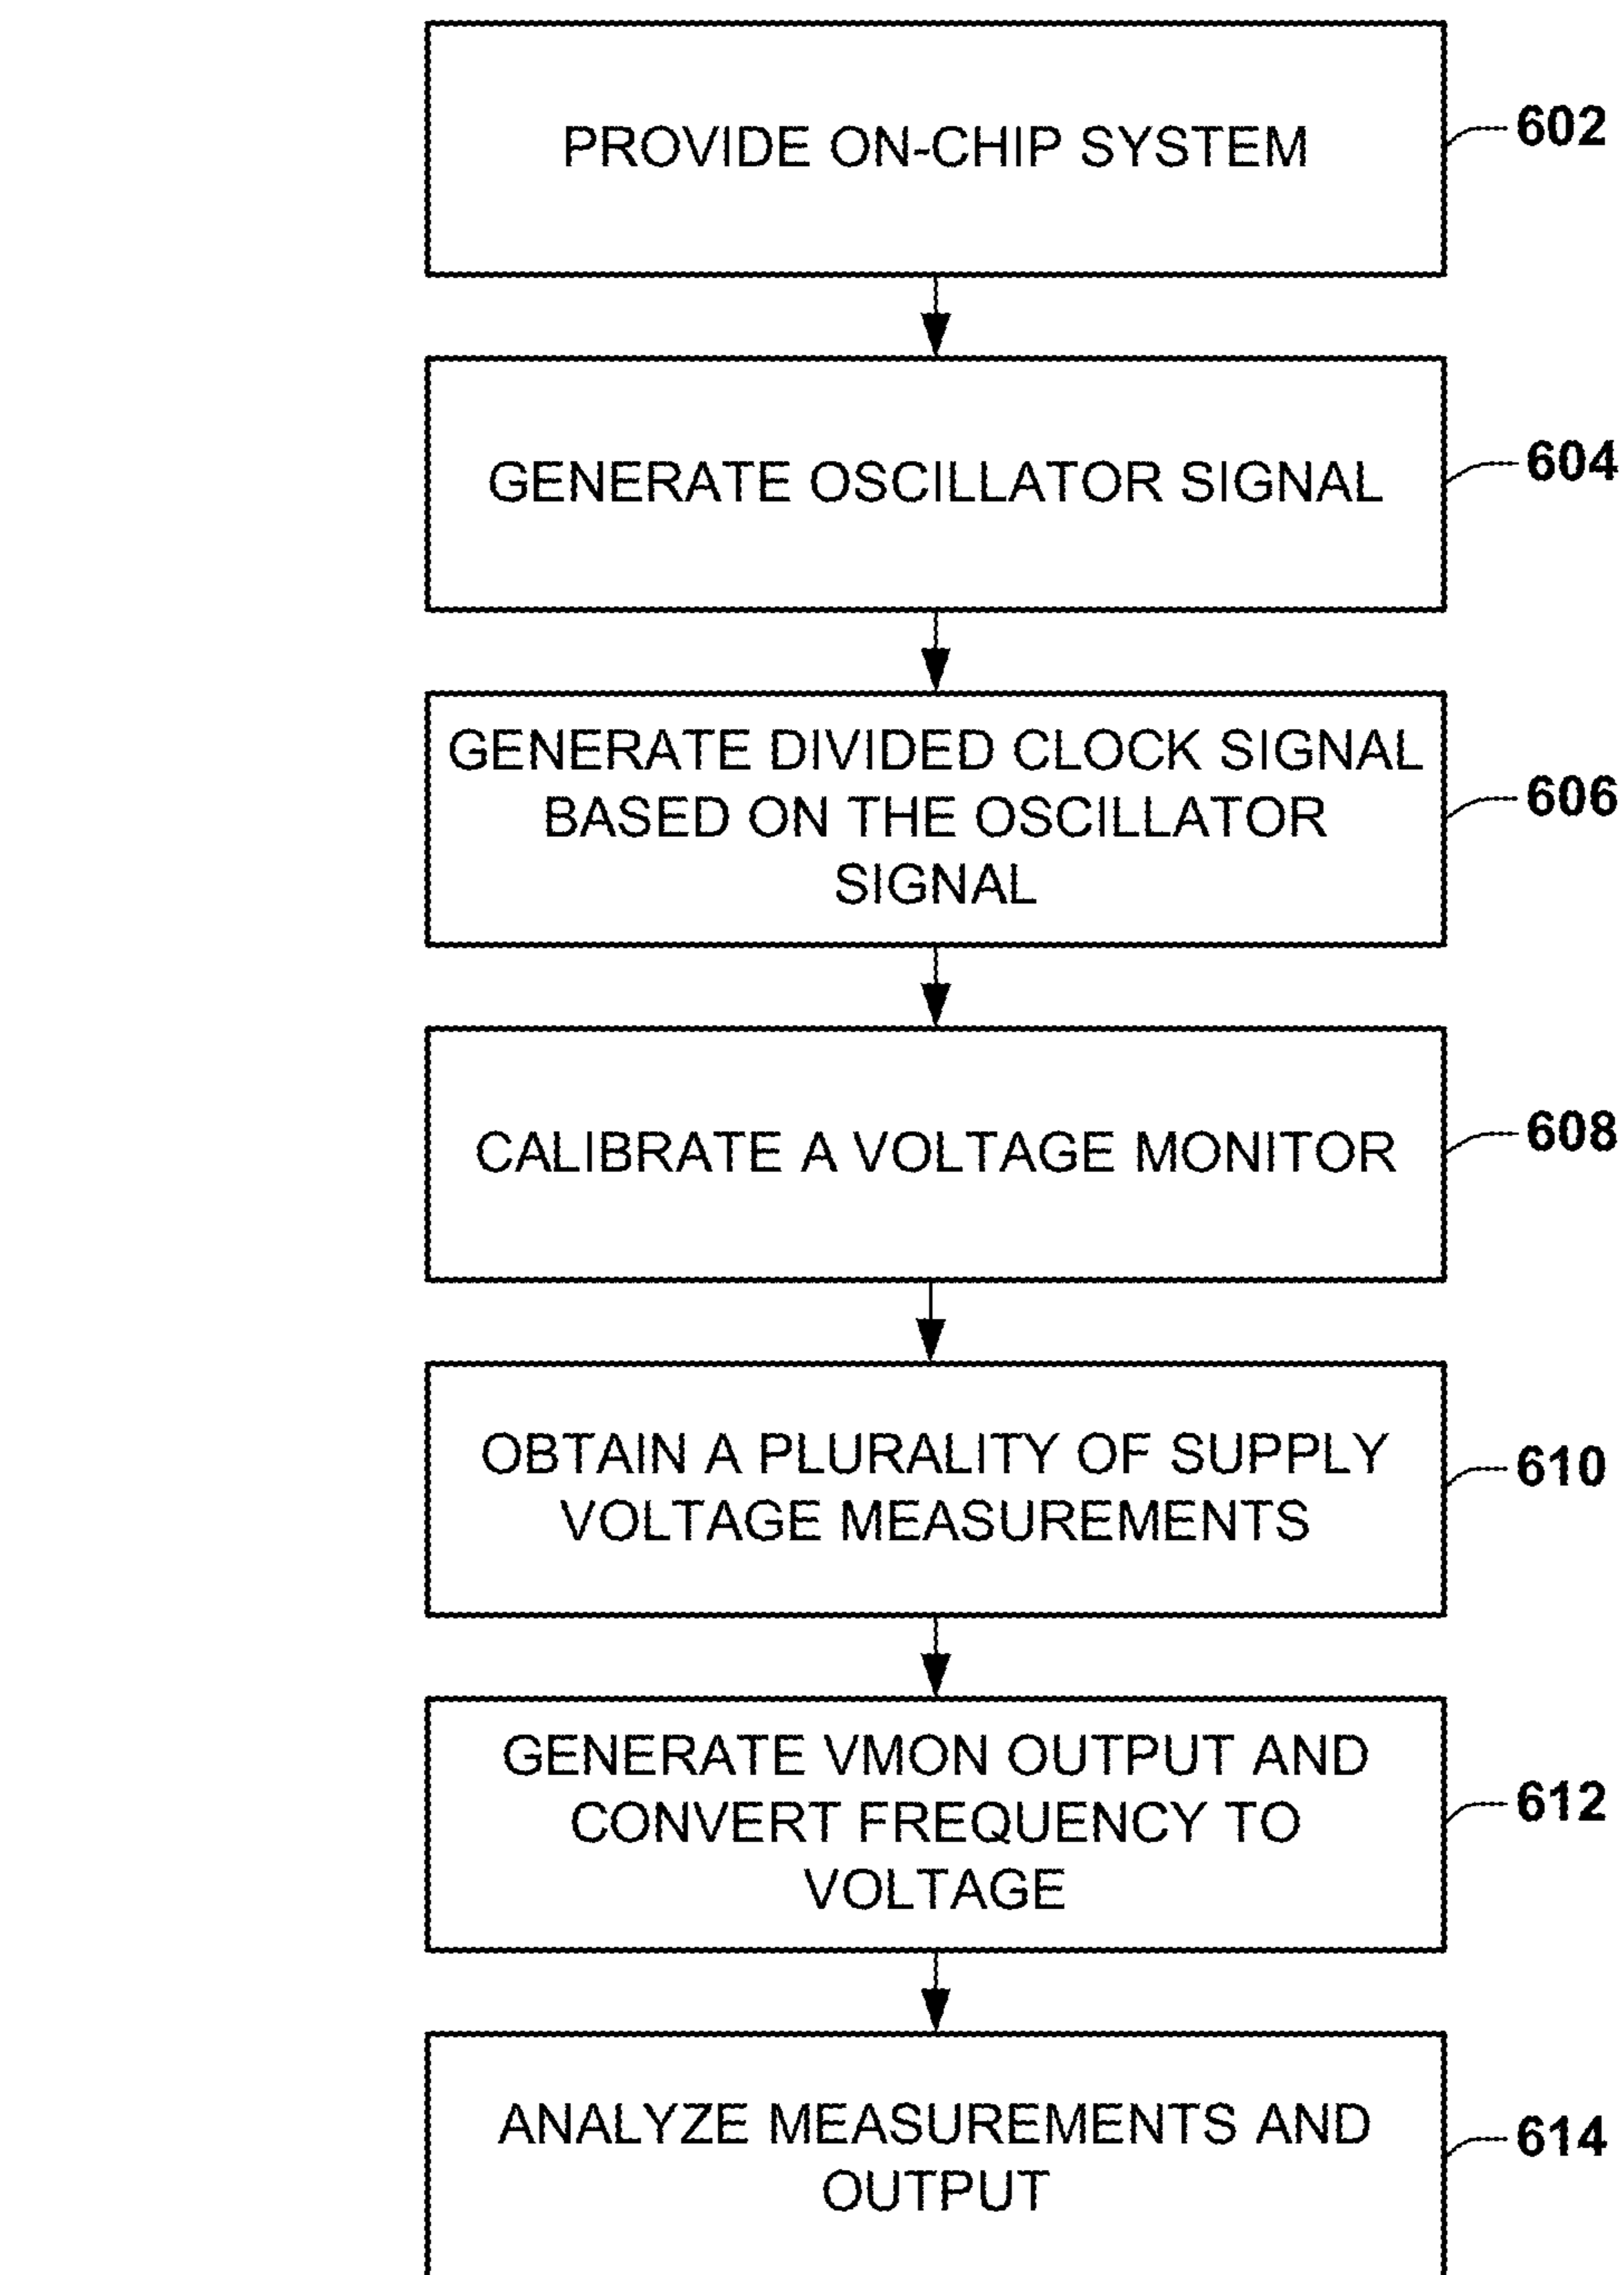 PROVIDE ON-CHIP SYSTEM
602
GENERATE OSCILLATOR SIGNAL
604
GENERATE DIVIDED CLOCK SIGNAL
BASED ON THE OSCILLATOR
SIGNAL
606
CALIBRATE A VOLTAGE MONITOR
608
OBTAIN A PLURALITY OF SUPPLY
VOLTAGE MEASUREMENTS
610
GENERATE VMON OUTPUT AND
CONVERT FREQUENCY TO
VOLTAGE
612
ANALYZE MEASUREMENTS AND
OUTPUT
614